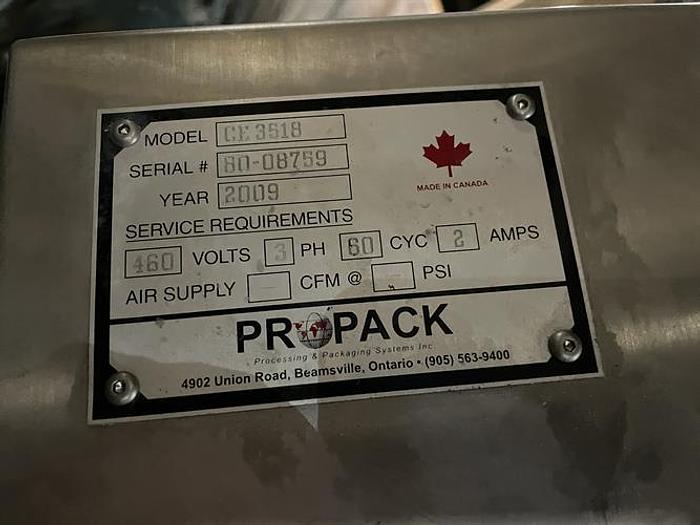 MODEL CE3518
SERIAL # 80-08759
YEAR 2009
MADE IN CANADA
SERVICE REQUIREMENTS
460 VOLTS 3 PH 60 CYC 2 AMPS
AIR SUPPLY — CFM @ — PSI
PROPACK
Processing & Packaging Systems Inc.
4902 Union Road, Beamsville, Ontario • (905) 563-9400